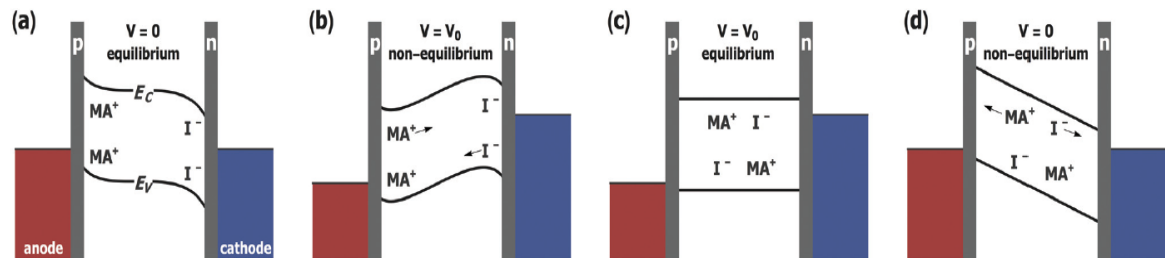 (a)
V = 0
equilibrium
p
n
E_C
MA⁺
I⁻
MA⁺
I⁻
E_V
anode
cathode
(b)
V = V₀
non-equilibrium
p
n
I⁻
MA⁺
I⁻
MA⁺
(c)
V = V₀
equilibrium
p
n
MA⁺ I⁻
I⁻ MA⁺
(d)
V = 0
non-equilibrium
p
n
MA⁺
I⁻
I⁻
MA⁺